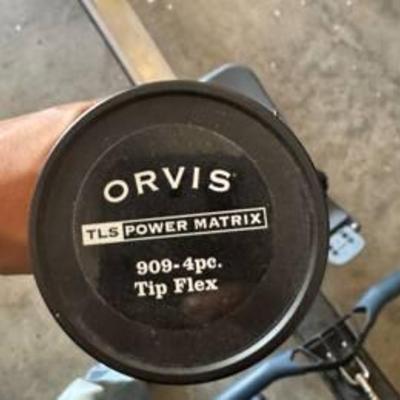 ORVIS
TLS POWER MATRIX
909-4pc.
Tip Flex